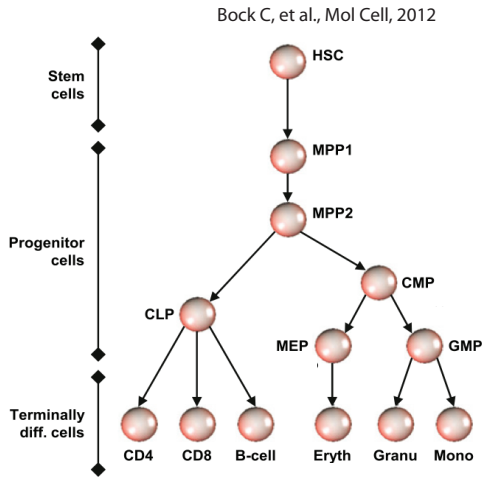 Bock C, et al., Mol Cell, 2012
HSC
Stem
cells
MPP1
MPP2
Progenitor
cells
CMP
CLP
MEP
GMP
Terminally
diff. cells
CD4
CD8
B-cell
Eryth
Granu
Mono